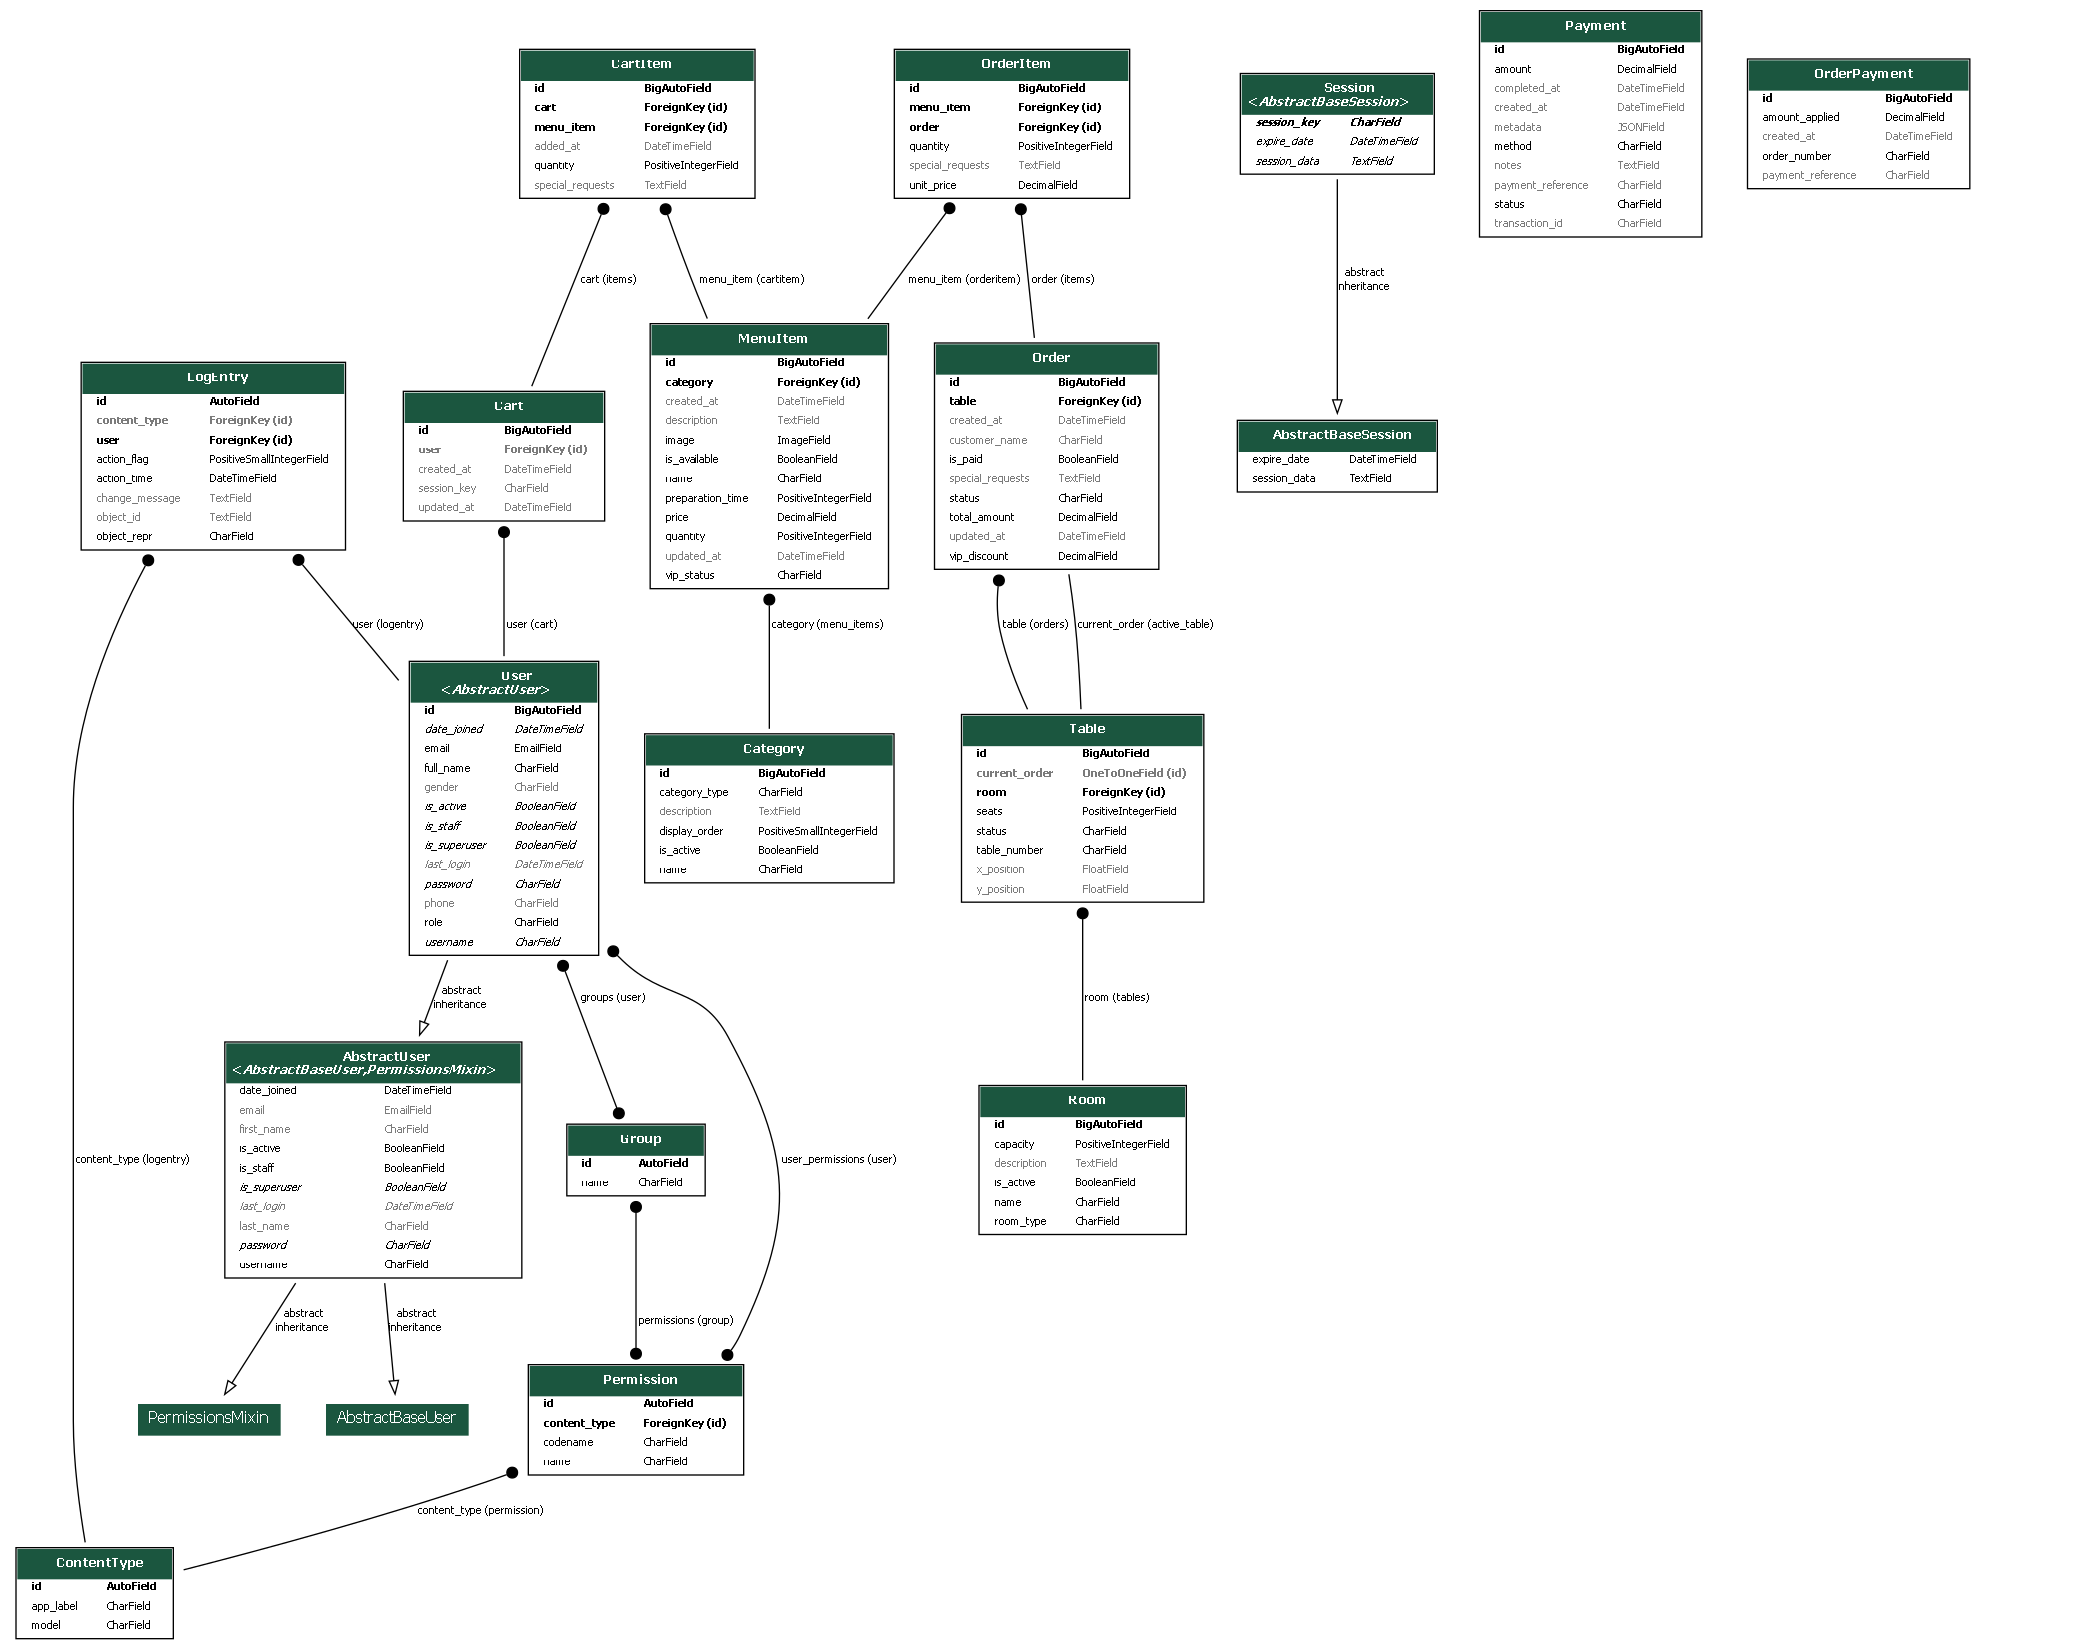 CartItem
id BigAutoField
cart ForeignKey (id)
menu_item ForeignKey (id)
added_at DateTimeField
quantity PositiveIntegerField
special_requests TextField
OrderItem
id BigAutoField
menu_item ForeignKey (id)
order ForeignKey (id)
quantity PositiveIntegerField
special_requests TextField
unit_price DecimalField
Session
<AbstractBaseSession>
session_key CharField
expire_date DateTimeField
session_data TextField
Payment
id BigAutoField
amount DecimalField
completed_at DateTimeField
created_at DateTimeField
metadata JSONField
method CharField
notes TextField
payment_reference CharField
status CharField
transaction_id CharField
OrderPayment
id BigAutoField
amount_applied DecimalField
created_at DateTimeField
order_number CharField
payment_reference CharField
cart (items)
menu_item (cartitem)
menu_item (orderitem)
order (items)
abstract
inheritance
LogEntry
id AutoField
content_type ForeignKey (id)
user ForeignKey (id)
action_flag PositiveSmallIntegerField
action_time DateTimeField
change_message TextField
object_id TextField
object_repr CharField
Cart
id BigAutoField
user ForeignKey (id)
created_at DateTimeField
session_key CharField
updated_at DateTimeField
MenuItem
id BigAutoField
category ForeignKey (id)
created_at DateTimeField
description TextField
image ImageField
is_available BooleanField
name CharField
preparation_time PositiveIntegerField
price DecimalField
quantity PositiveIntegerField
updated_at DateTimeField
vip_status CharField
Order
id BigAutoField
table ForeignKey (id)
created_at DateTimeField
customer_name CharField
is_paid BooleanField
special_requests TextField
status CharField
total_amount DecimalField
updated_at DateTimeField
vip_discount DecimalField
AbstractBaseSession
expire_date DateTimeField
session_data TextField
user (logentry)
user (cart)
category (menu_items)
table (orders)
current_order (active_table)
User
<AbstractUser>
id BigAutoField
date_joined DateTimeField
email EmailField
full_name CharField
gender CharField
is_active BooleanField
is_staff BooleanField
is_superuser BooleanField
last_login DateTimeField
password CharField
phone CharField
role CharField
username CharField
Category
id BigAutoField
category_type CharField
description TextField
display_order PositiveSmallIntegerField
is_active BooleanField
name CharField
Table
id BigAutoField
current_order OneToOneField (id)
room ForeignKey (id)
seats PositiveIntegerField
status CharField
table_number CharField
x_position FloatField
y_position FloatField
abstract
inheritance
groups (user)
room (tables)
AbstractUser
<AbstractBaseUser,PermissionsMixin>
date_joined DateTimeField
email EmailField
first_name CharField
is_active BooleanField
is_staff BooleanField
is_superuser BooleanField
last_login DateTimeField
last_name CharField
password CharField
username CharField
Group
id AutoField
name CharField
content_type (logentry)
user_permissions (user)
Room
id BigAutoField
capacity PositiveIntegerField
description TextField
is_active BooleanField
name CharField
room_type CharField
abstract
inheritance
abstract
inheritance
permissions (group)
PermissionsMixin
AbstractBaseUser
Permission
id AutoField
content_type ForeignKey (id)
codename CharField
name CharField
content_type (permission)
ContentType
id AutoField
app_label CharField
model CharField